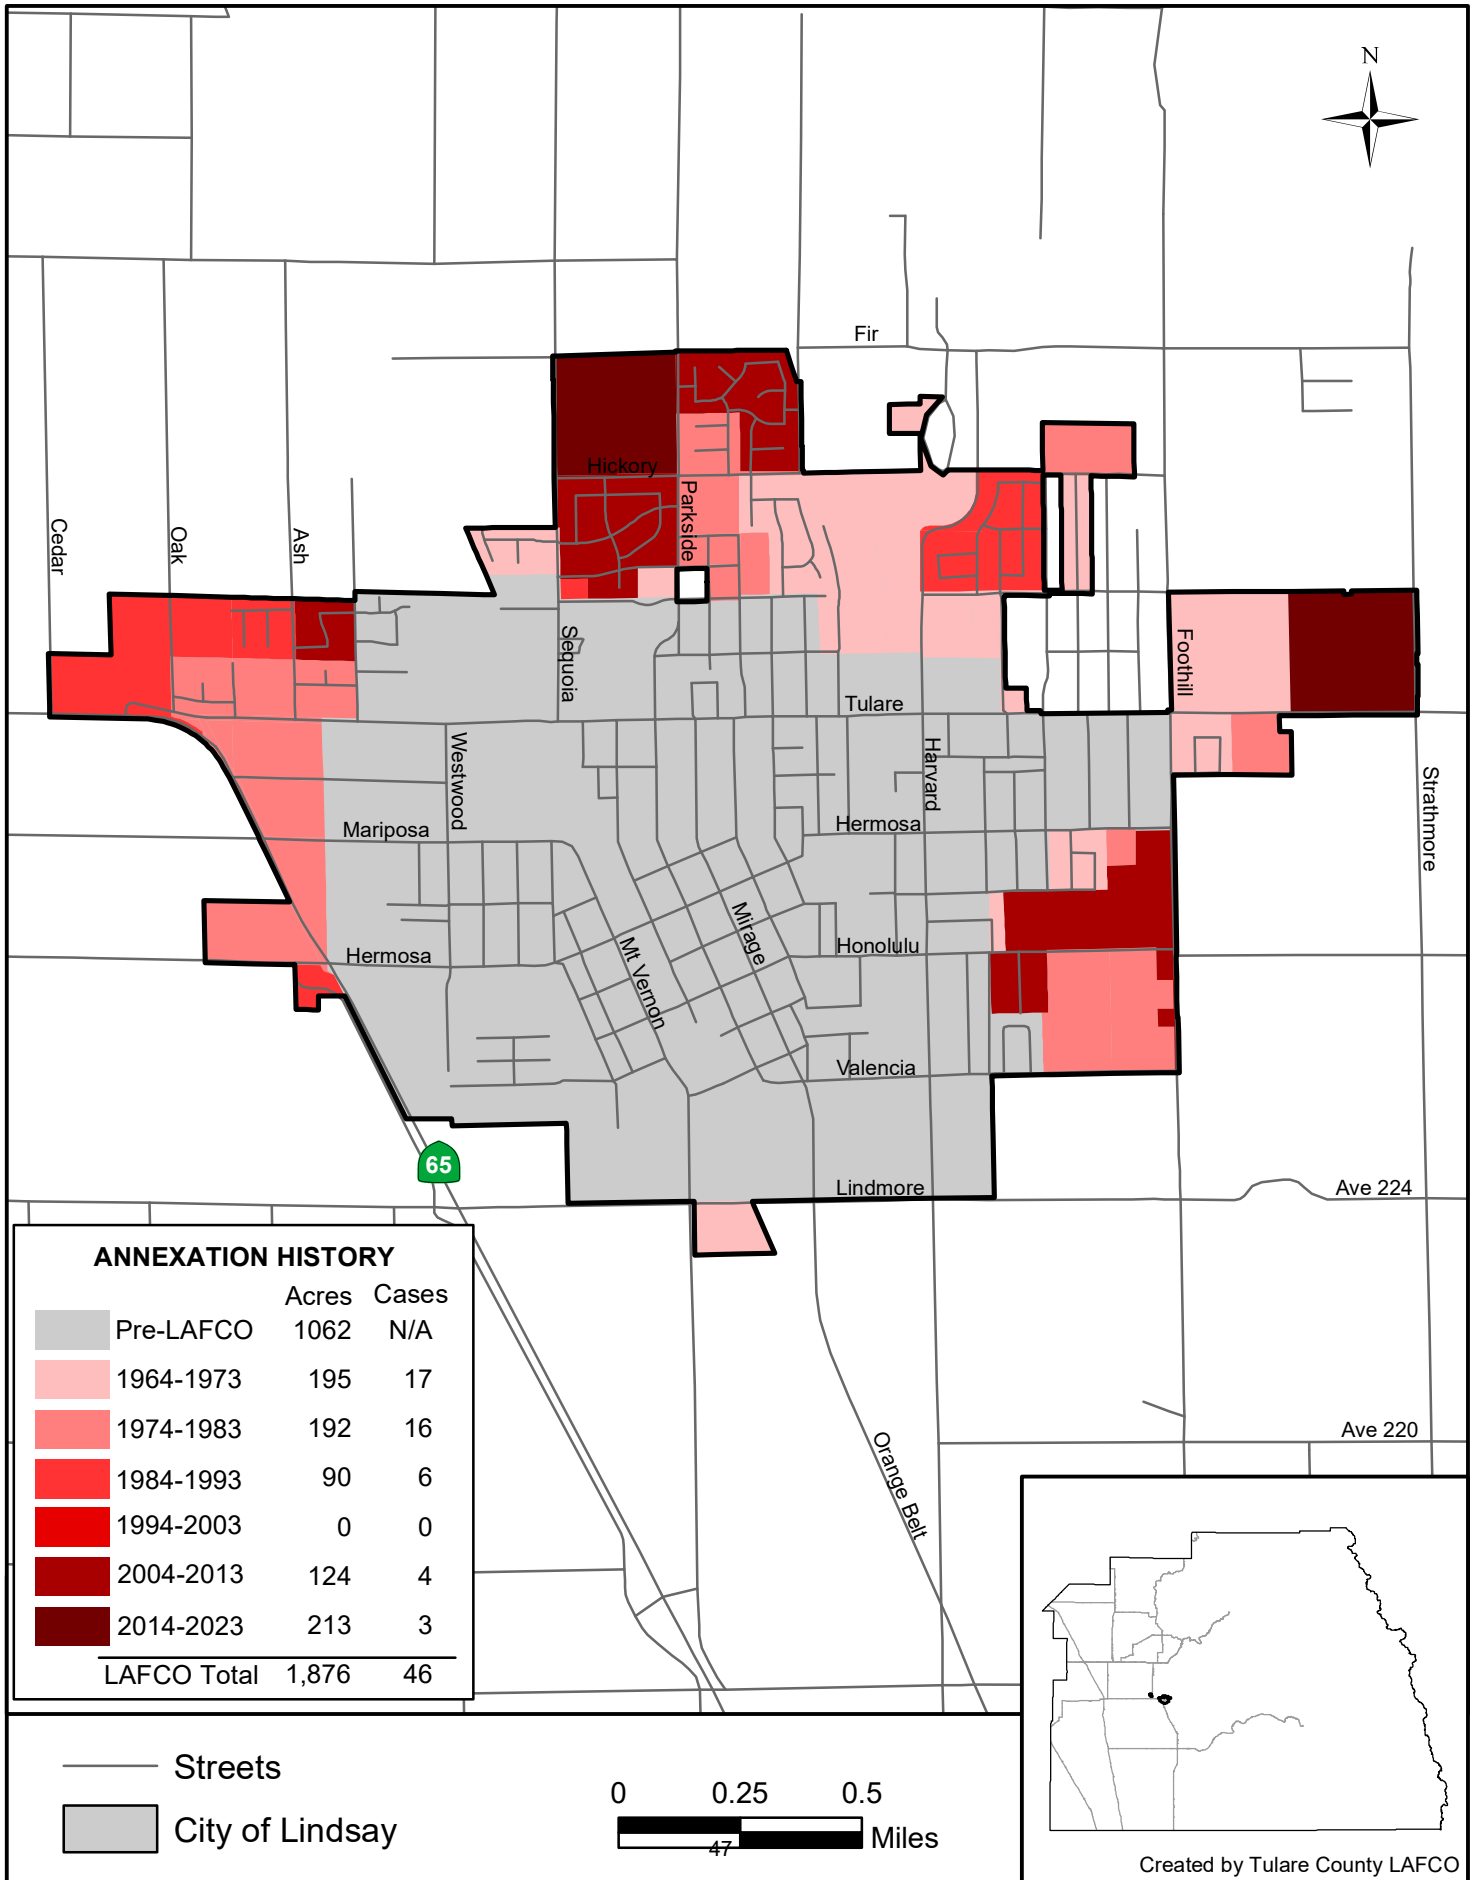 N
Fir
Hickory
Parkside
Cedar
Oak
Ash
Sequoia
Foothill
Tulare
Westwood
Harvard
Strathmore
Mariposa
Hermosa
Mirage
Mt Vernon
Honolulu
Hermosa
Valencia
65
Lindmore
Ave 224
Ave 220
Orange Belt
ANNEXATION HISTORY
Acres Cases
Pre-LAFCO 1062 N/A
1964-1973 195 17
1974-1983 192 16
1984-1993 90 6
1994-2003 0 0
2004-2013 124 4
2014-2023 213 3
LAFCO Total 1,876 46
Streets
City of Lindsay
0 0.25 0.5
Miles
47
Created by Tulare County LAFCO